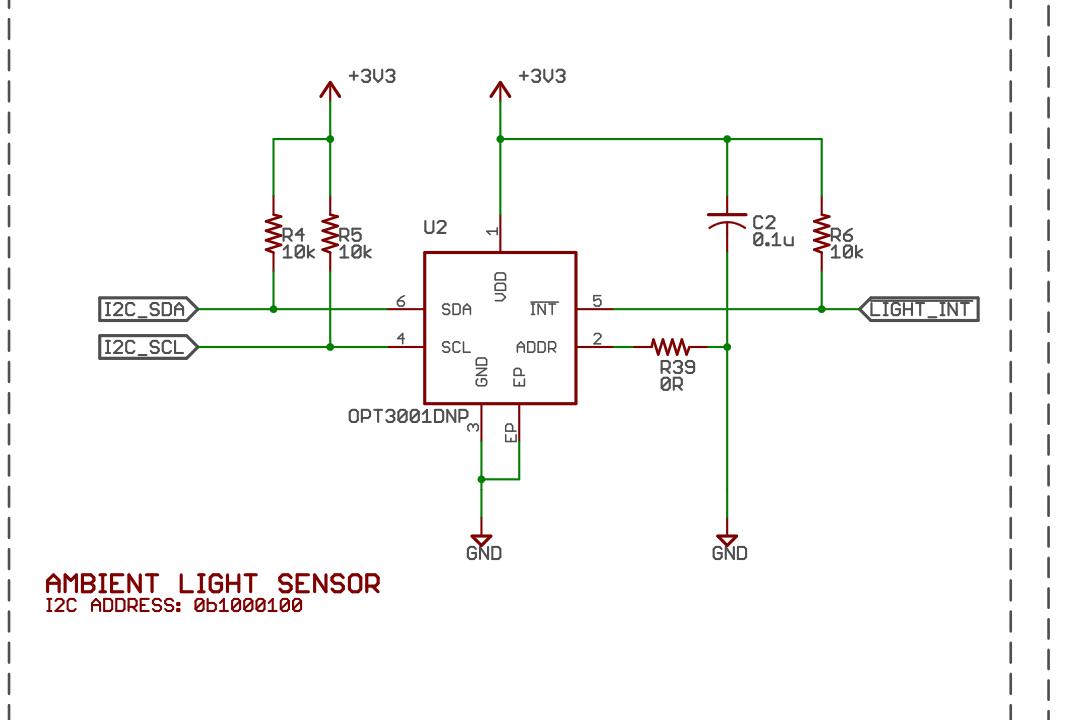 +3V3
+3V3
U2
1
C2
0.1u
R4
10k
R5
10k
R6
10k
VDD
I2C_SDA
6
SDA
INT
5
LIGHT_INT
I2C_SCL
4
SCL
ADDR
2
GND
EP
R39
0R
OPT3001DNP
3
EP
GND
GND
AMBIENT LIGHT SENSOR
I2C ADDRESS: 0b1000100